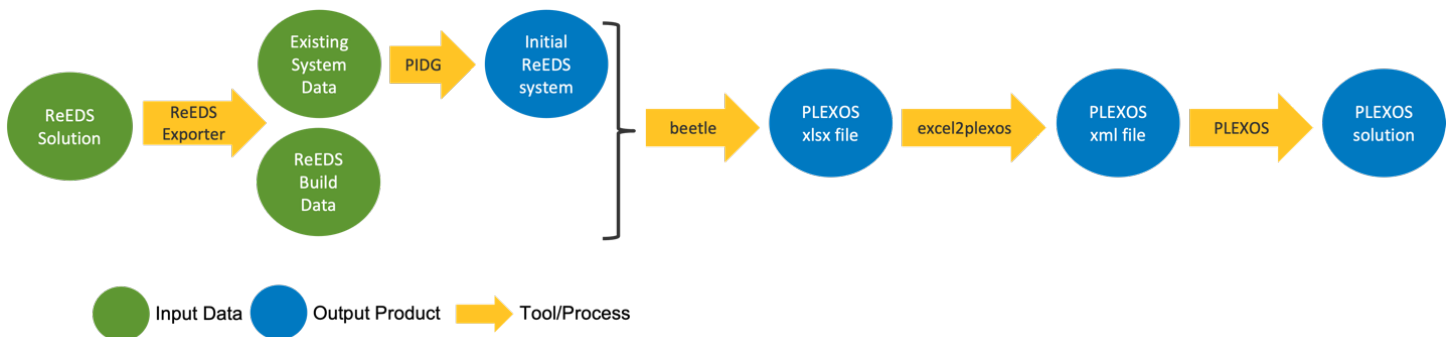 ReEDS
Solution
ReEDS
Exporter
Existing
System
Data
PIDG
Initial
ReEDS
system
ReEDS
Build
Data
beetle
PLEXOS
xlsx file
excel2plexos
PLEXOS
xml file
PLEXOS
PLEXOS
solution
Input Data
Output Product
Tool/Process